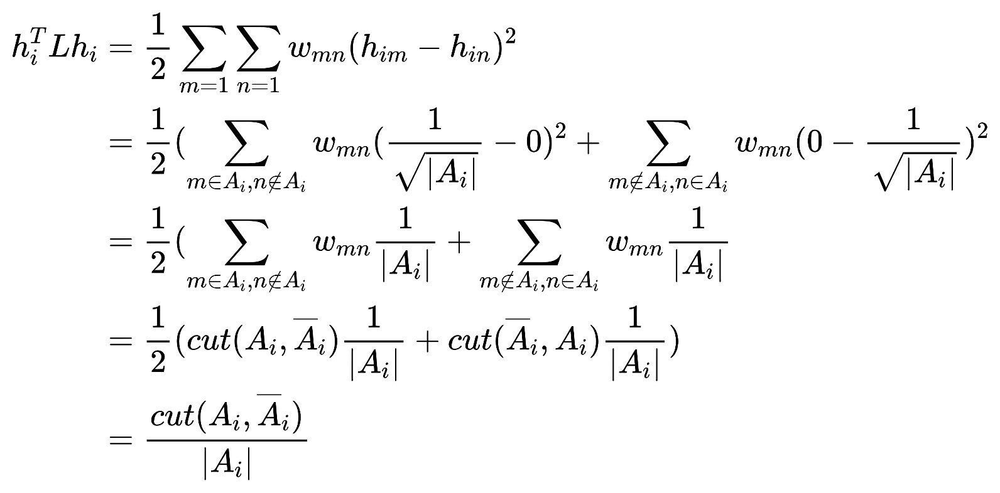 $h_i^T L h_i = \frac{1}{2} \sum_{m=1} \sum_{n=1} w_{mn} (h_{im} - h_{in})^2$
$= \frac{1}{2} ( \sum_{m \in A_i, n \notin A_i} w_{mn} ( \frac{1}{\sqrt{|A_i|}} - 0 )^2 + \sum_{m \notin A_i, n \in A_i} w_{mn} ( 0 - \frac{1}{\sqrt{|A_i|}} )^2$
$= \frac{1}{2} ( \sum_{m \in A_i, n \notin A_i} w_{mn} \frac{1}{|A_i|} + \sum_{m \notin A_i, n \in A_i} w_{mn} \frac{1}{|A_i|}$
$= \frac{1}{2} ( cut(A_i, \overline{A}_i) \frac{1}{|A_i|} + cut(\overline{A}_i, A_i) \frac{1}{|A_i|} )$
$= \frac{cut(A_i, \overline{A}_i)}{|A_i|}$